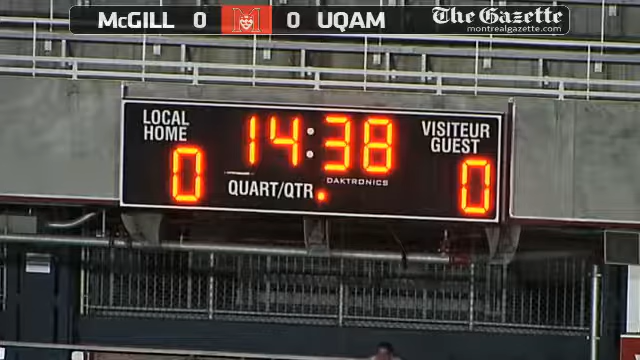 McGILL 0 M 0 UQAM
The Gazette
montrealgazette.com
LOCAL
HOME
14:38
VISITEUR
GUEST
0
0
DAKTRONICS
QUART/QTR